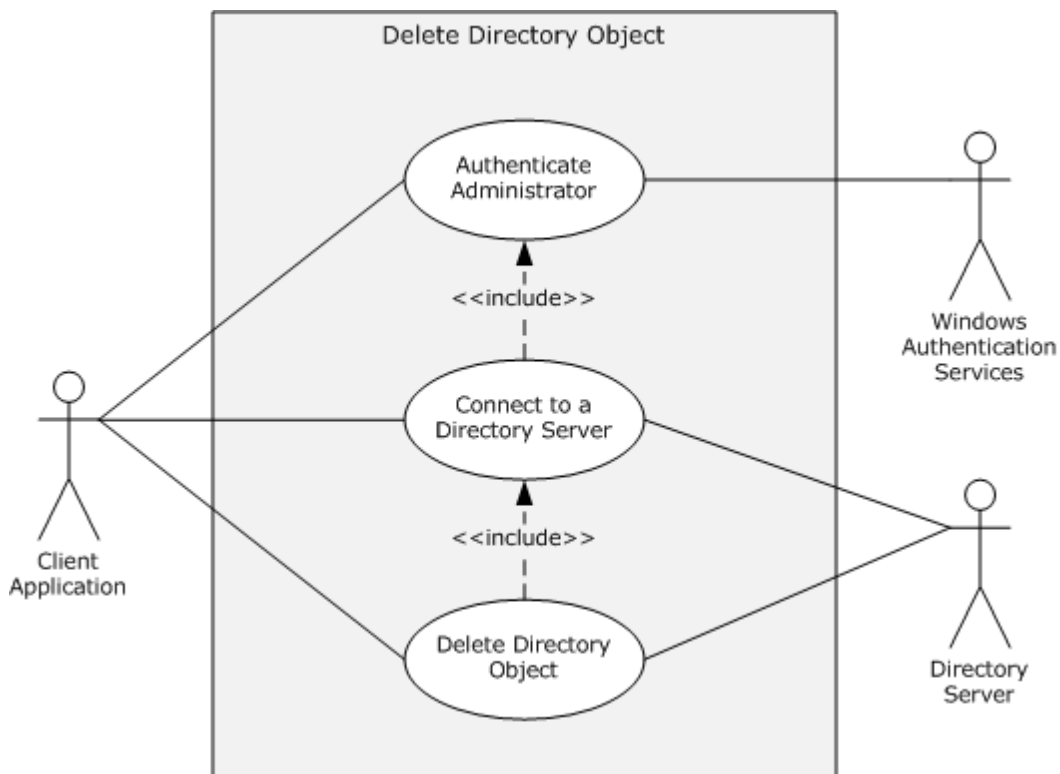 Delete Directory Object
Authenticate
Administrator
<<include>>
Windows
Authentication
Services
Connect to a
Directory Server
<<include>>
Client
Application
Delete Directory
Object
Directory
Server